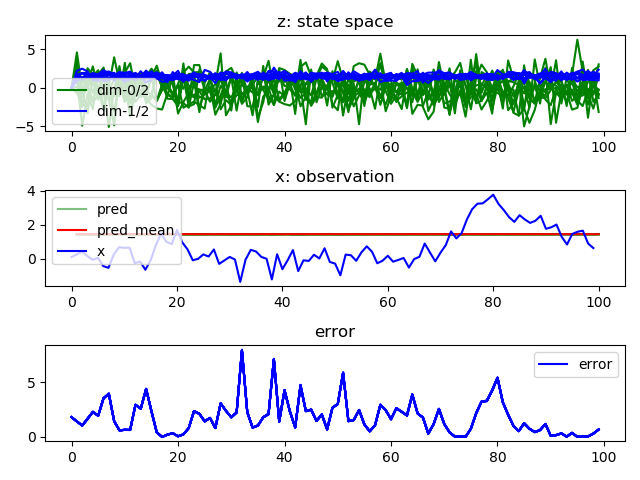 z: state space
5
0
−5
dim-0/2
dim-1/2
0 20 40 60 80 100
x: observation
4
2
0
pred
pred_mean
x
0 20 40 60 80 100
error
5
0
error
0 20 40 60 80 100